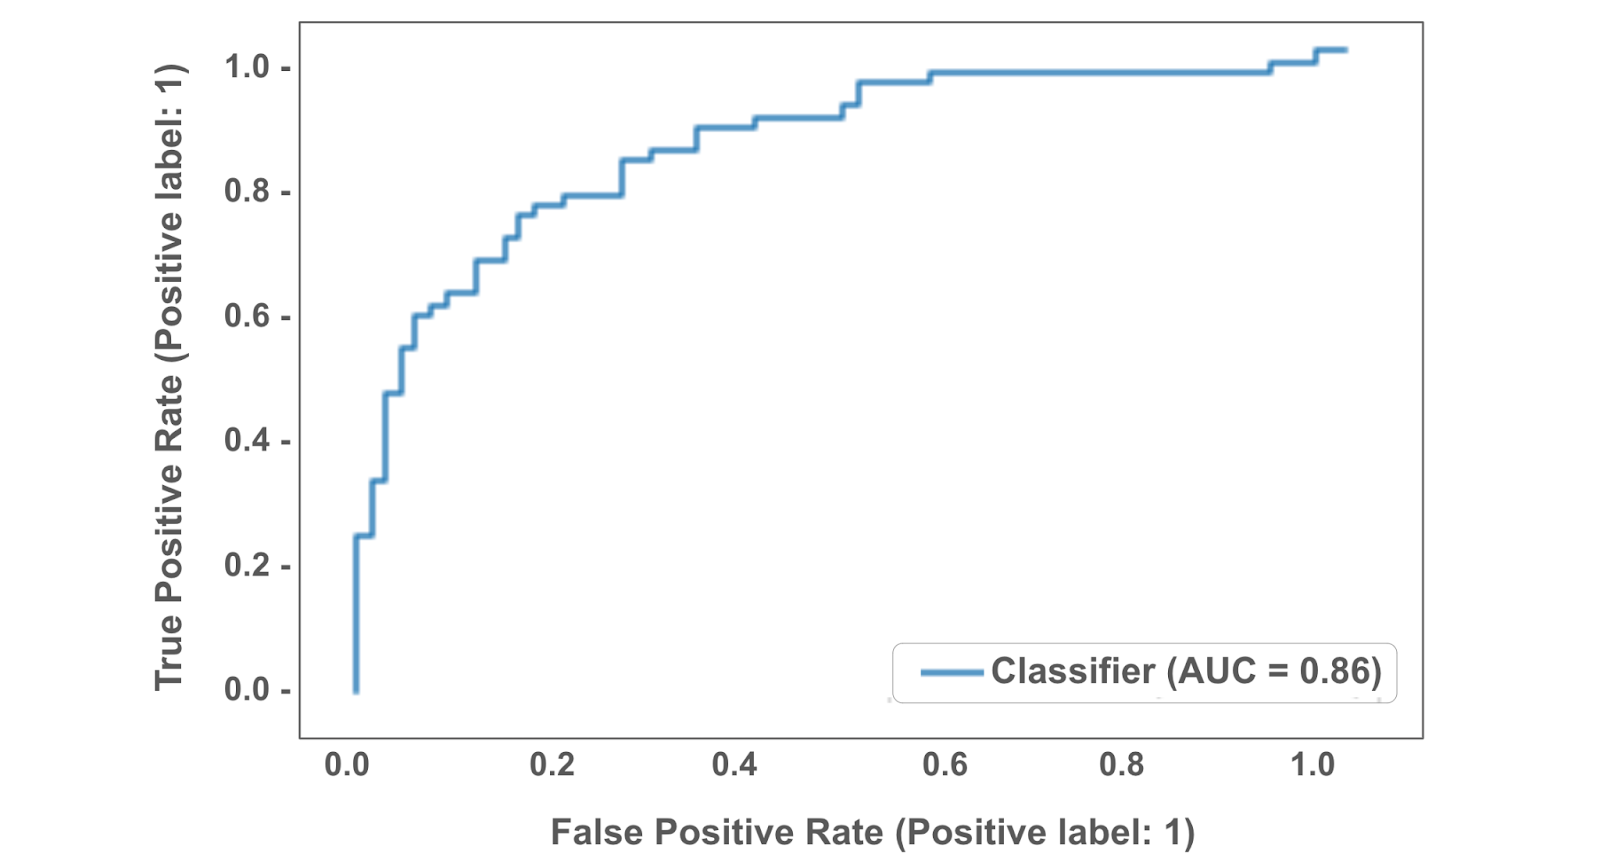 True Positive Rate (Positive label: 1)
1.0 -
0.8 -
0.6 -
0.4 -
0.2 -
0.0 -
Classifier (AUC = 0.86)
0.0 0.2 0.4 0.6 0.8 1.0
False Positive Rate (Positive label: 1)